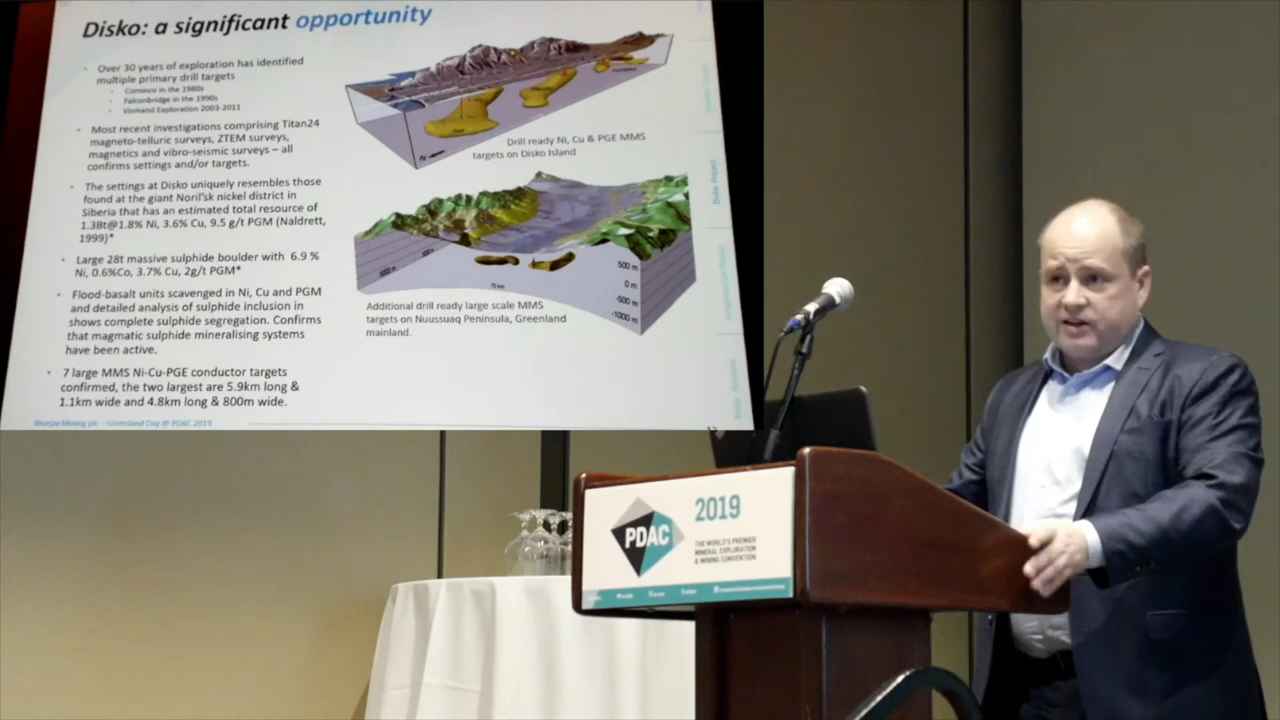 Disko: a significant opportunity
Over 30 years of exploration has identified
multiple primary drill targets
Cominco in the 1980s
Falconbridge in the 1990s
Vismand Exploration 2003-2011
Most recent investigations comprising Titan24
magneto-telluric surveys, ZTEM surveys,
magnetics and vibro-seismic surveys – all
confirms settings and/or targets.
The settings at Disko uniquely resembles those
found at the giant Noril'sk nickel district in
Siberia that has an estimated total resource of
1.3Bt@1.8% Ni, 3.6% Cu, 9.5 g/t PGM (Naldrett,
1999)*
Large 28t massive sulphide boulder with 6.9 %
Ni, 0.6%Co, 3.7% Cu, 2g/t PGM*
Flood-basalt units scavenged in Ni, Cu and PGM
and detailed analysis of sulphide inclusion in
shows complete sulphide segregation. Confirms
that magmatic sulphide mineralising systems
have been active.
7 large MMS Ni-Cu-PGE conductor targets
confirmed, the two largest are 5.9km long &
1.1km wide and 4.8km long & 800m wide.
Bluejay Mining plc – Greenland Day @ PDAC 2019
N
Drill ready Ni, Cu & PGE MMS
targets on Disko Island
500 m
0 m
-500 m
-1000 m
15 km
Additional drill ready large scale MMS
targets on Nuussuaq Peninsula, Greenland
mainland.
PDAC
2019
THE WORLD'S PREMIER
MINERAL EXPLORATION
& MINING CONVENTION